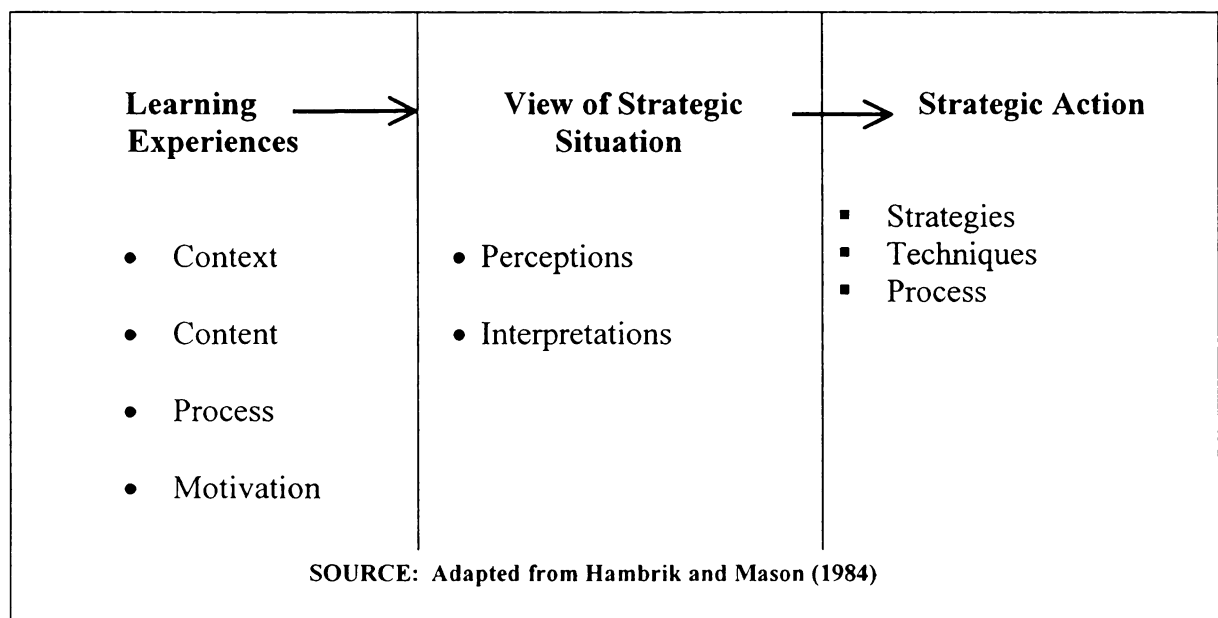 Learning
Experiences
• Context
• Content
• Process
• Motivation
View of Strategic
Situation
• Perceptions
• Interpretations
Strategic Action
▪ Strategies
▪ Techniques
▪ Process
SOURCE: Adapted from Hambrik and Mason (1984)